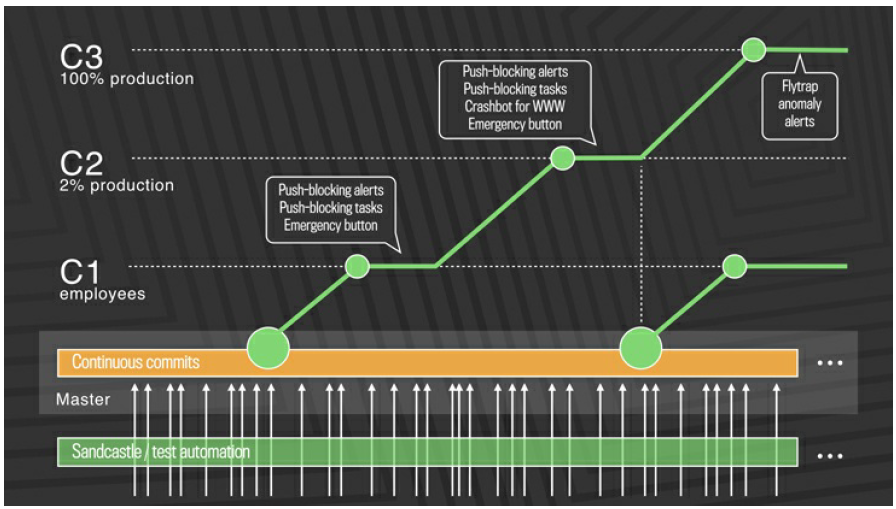 C3
100% production
Push-blocking alerts
Push-blocking tasks
Crashbot for WWW
Emergency button
Flytrap
anomaly
alerts
C2
2% production
Push-blocking alerts
Push-blocking tasks
Emergency button
C1
employees
Continuous commits
...
Master
Sandcastle / test automation
...